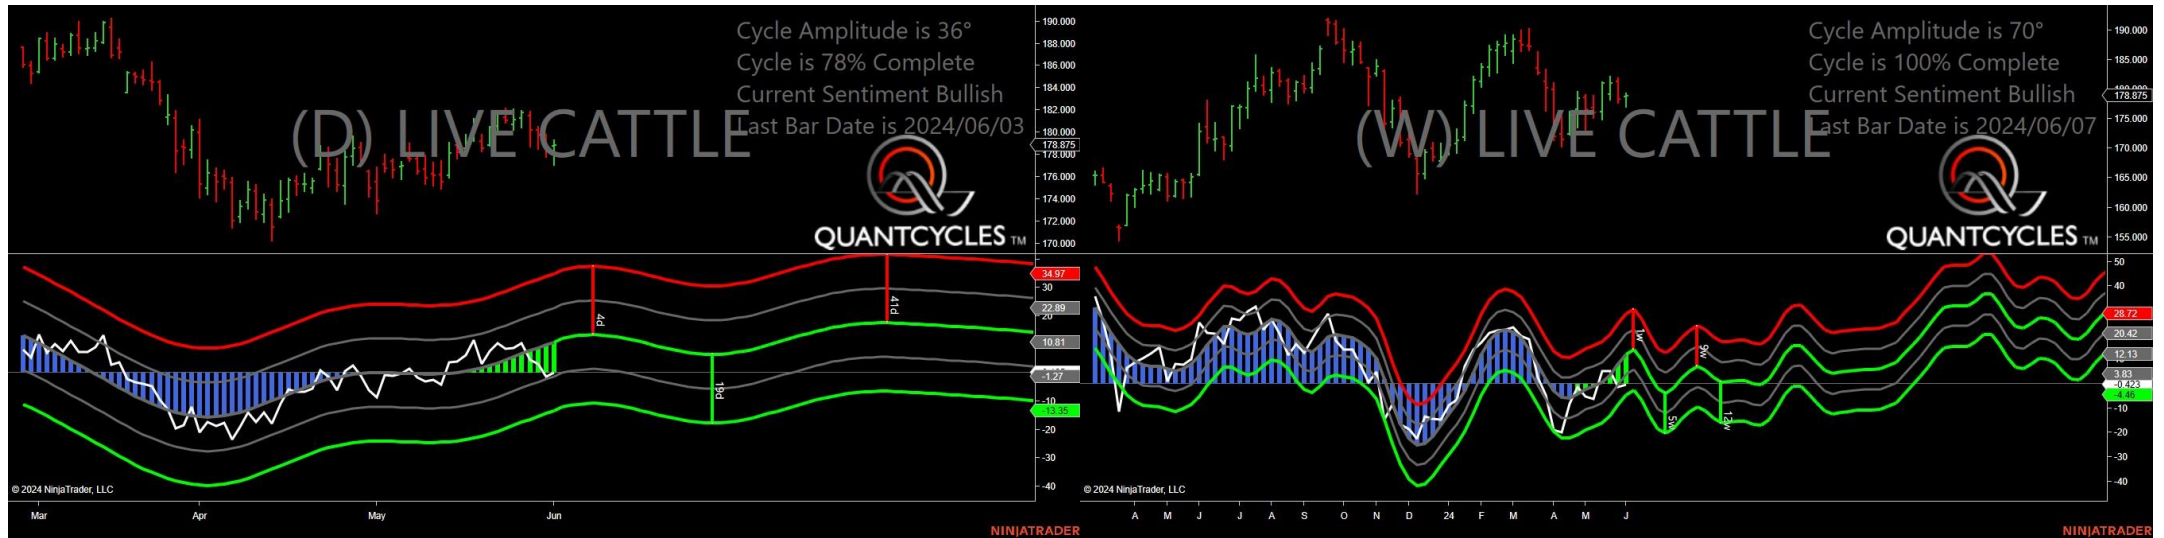 Cycle Amplitude is 36°
Cycle is 78% Complete
Current Sentiment Bullish
Last Bar Date is 2024/06/03
(D) LIVE CATTLE
QUANTCYCLES TM
190.000
188.000
186.000
184.000
182.000
180.000
178.875
178.000
176.000
174.000
172.000
170.000
34.97
30
22.89
20
10.81
-1.27
-10
-13.35
-20
-30
-40
4d
19d
41d
© 2024 NinjaTrader, LLC
Mar Apr May Jun
NINJATRADER
Cycle Amplitude is 70°
Cycle is 100% Complete
Current Sentiment Bullish
Last Bar Date is 2024/06/07
(W) LIVE CATTLE
QUANTCYCLES TM
190.000
185.000
178.875
175.000
170.000
165.000
160.000
155.000
50
40
28.72
20.42
12.13
3.83
-0.423
-4.46
-10
-20
-30
-40
1w
5w
9w
12w
© 2024 NinjaTrader, LLC
A M J J A S O N D 24 F M A M J
NINJATRADER